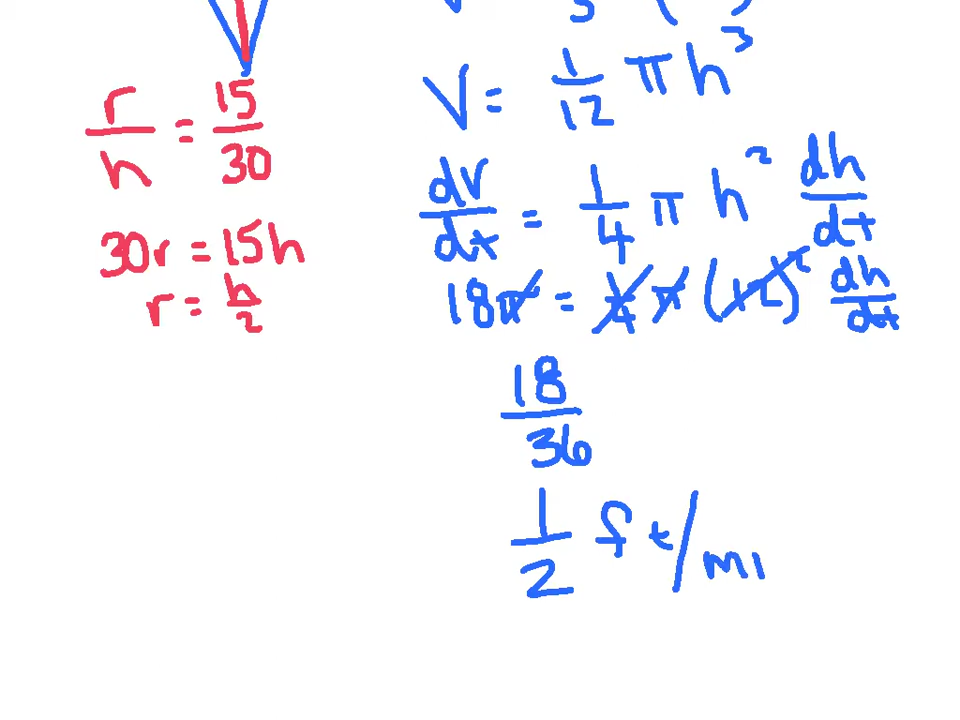 V = 1/12 π h³
r/h = 15/30
dV/dt = 1/4 π h² dh/dt
30r = 15h
18π = 1/4 π (12)² dh/dt
r = h/2
18/36
1/2 ft/mi